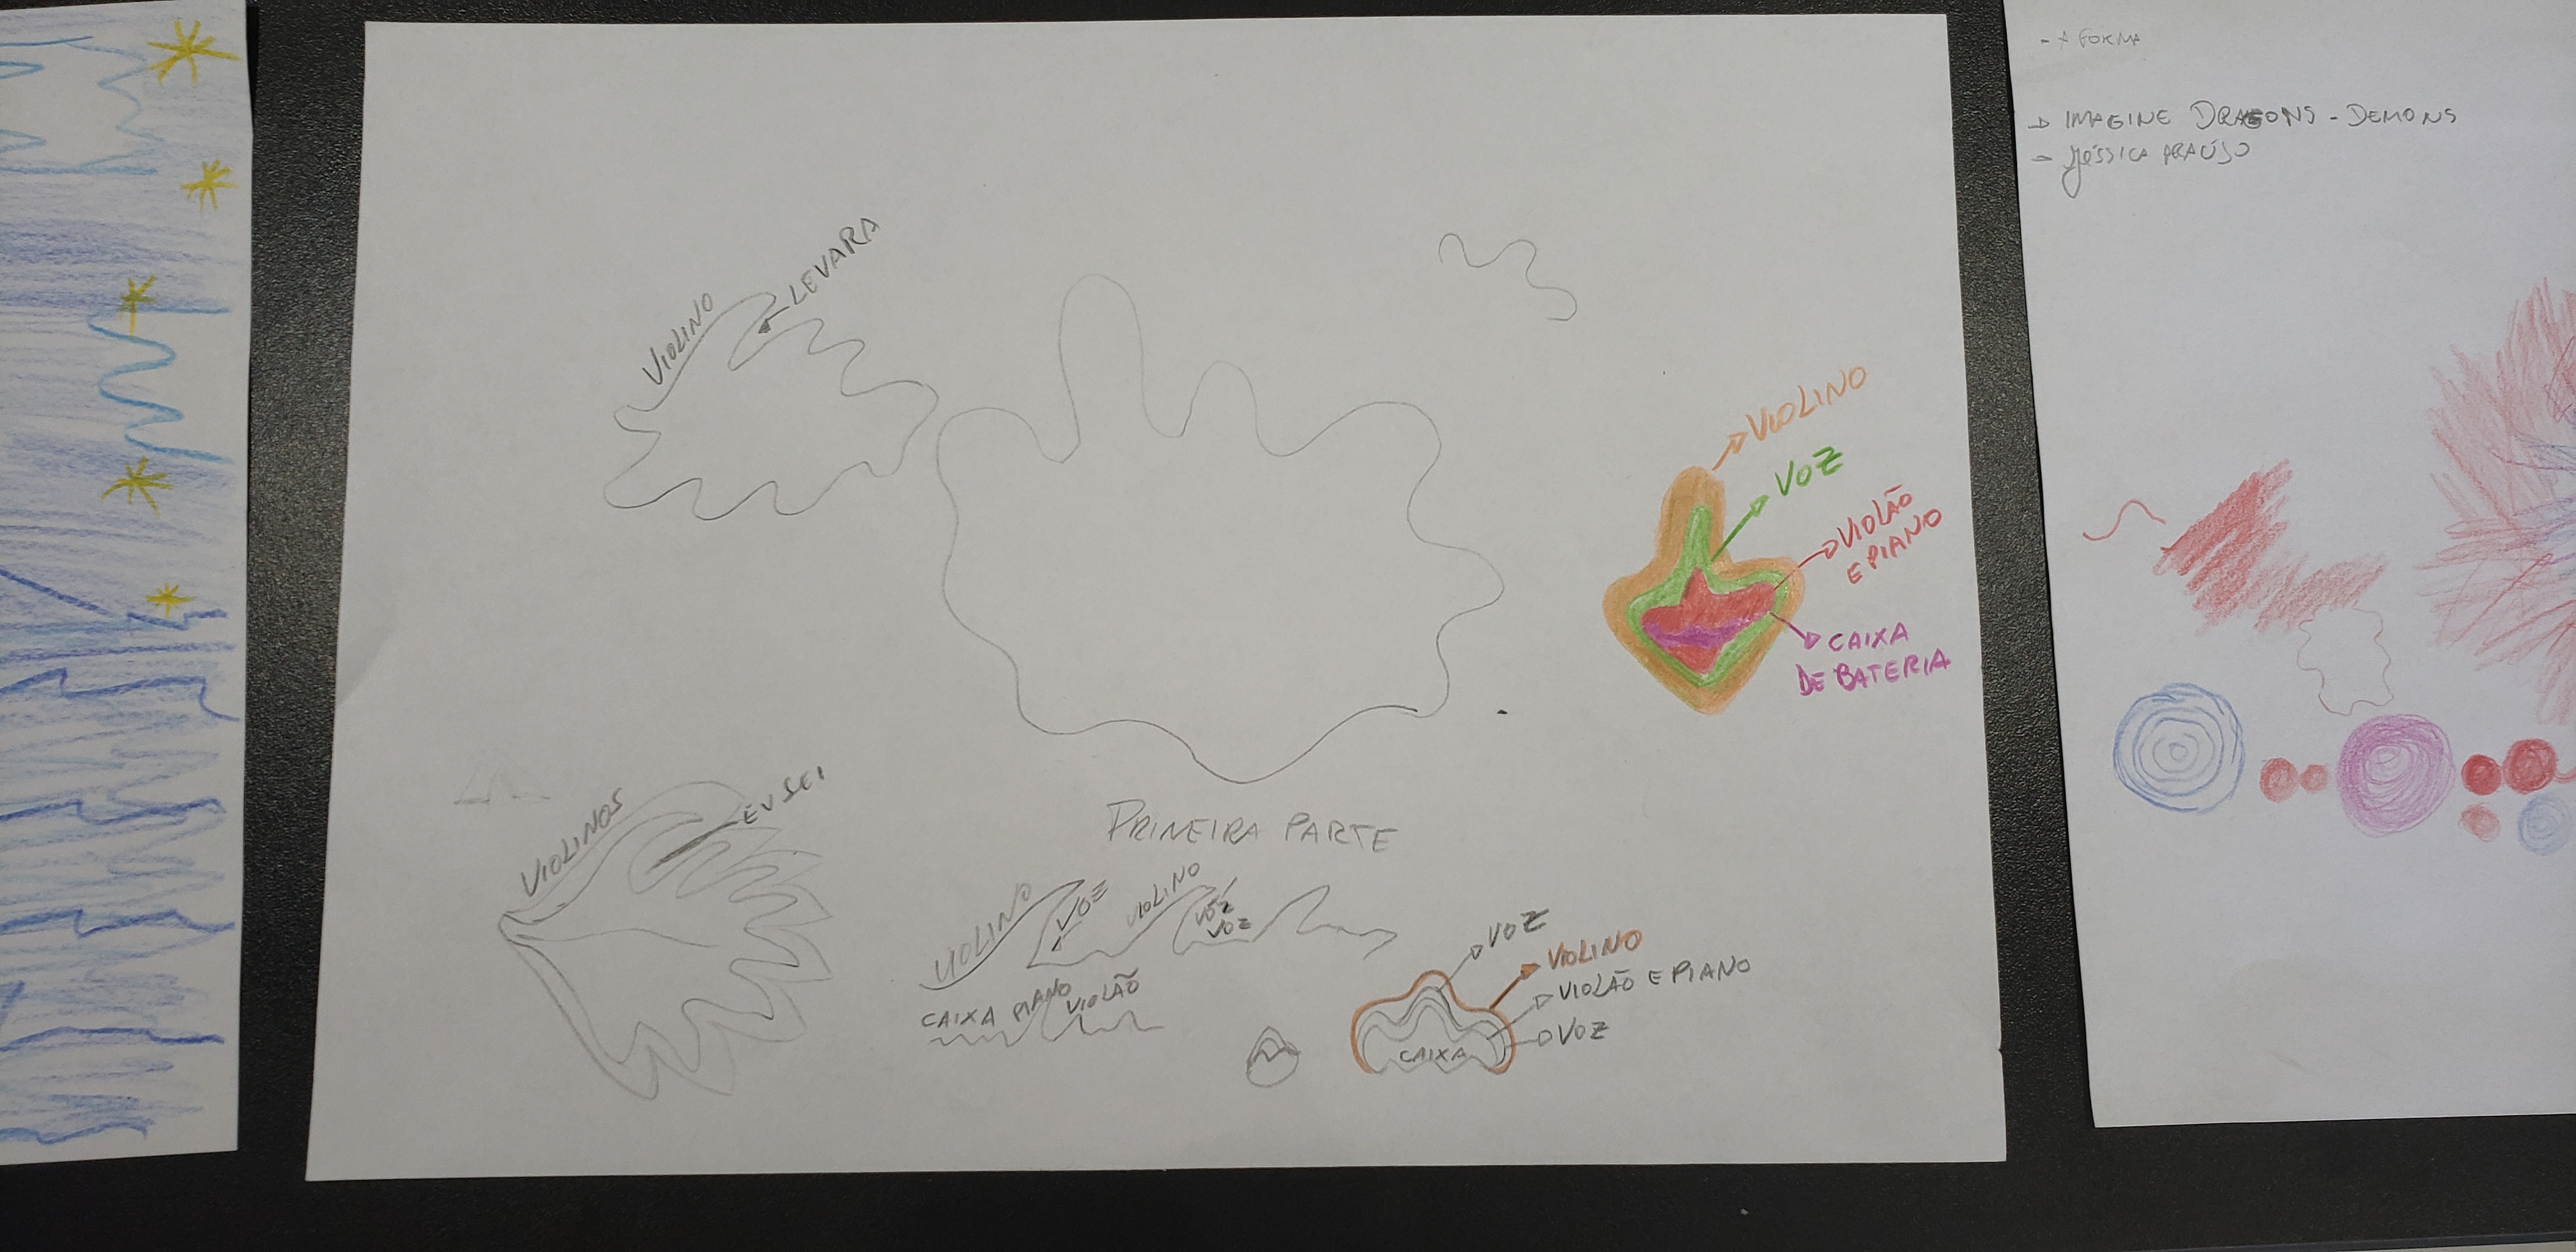 LEVARA
VIOLINO
EU SEI
VIOLINOS
PRIMEIRA PARTE
VIOLINO
VOZ
VIOLINO
VOZ
VOZ
CAIXA PIANO VIOLÃO
VOZ
VIOLINO
VIOLÃO E PIANO
VOZ
CAIXA
VIOLINO
VOZ
VIOLÃO
E PIANO
CAIXA
DE BATERIA
- + FORMA
IMAGINE DRAGONS - DEMONS
- JÉSSICA ARAÚJO